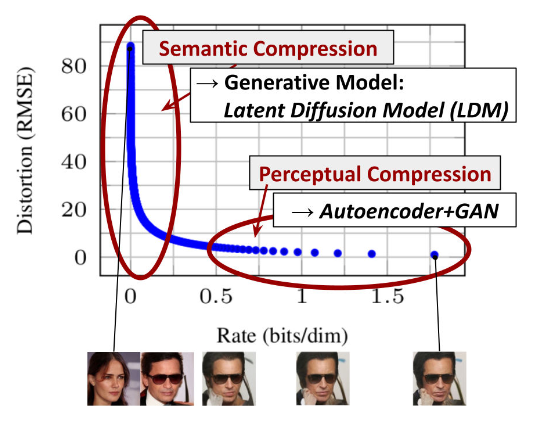 Semantic Compression
→ Generative Model:
Latent Diffusion Model (LDM)
Perceptual Compression
→ Autoencoder+GAN
Distortion (RMSE)
80
60
40
20
0
0
0.5
1
1.5
Rate (bits/dim)